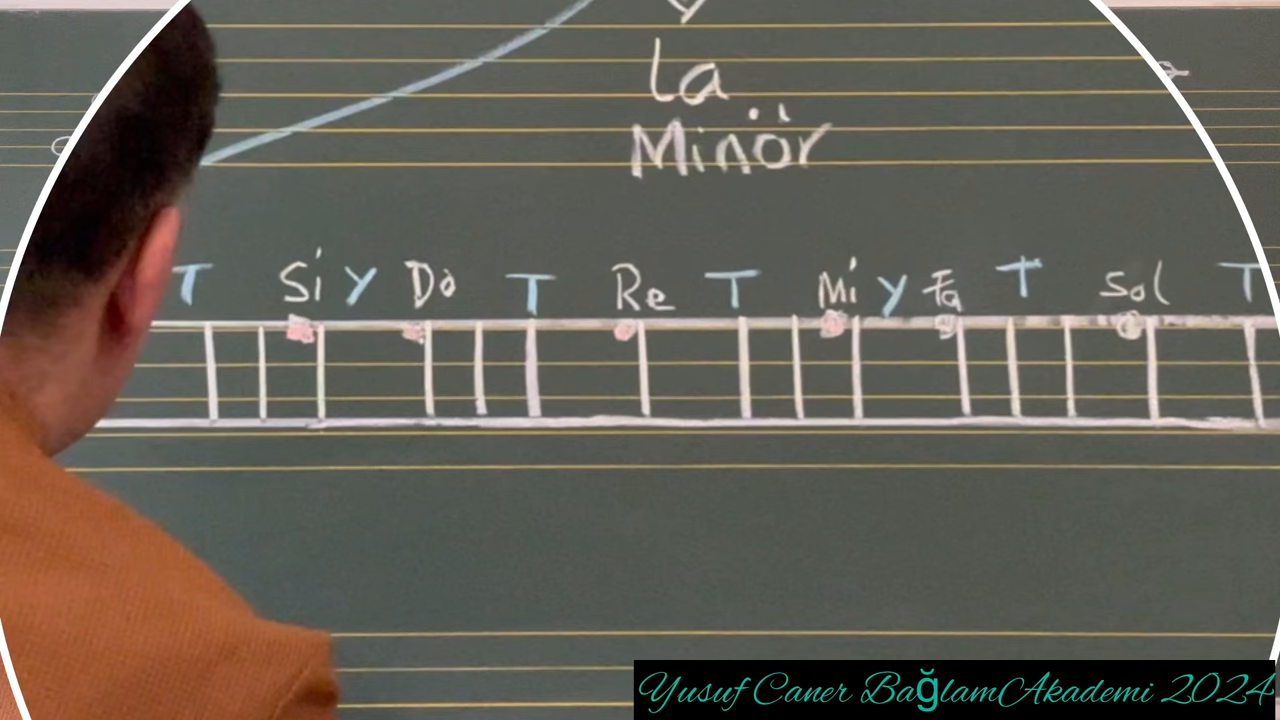 La
Minör
T Si Y Do T Re T Mi Y Fa T Sol T
Yusuf Caner BağlamAkademi 2024